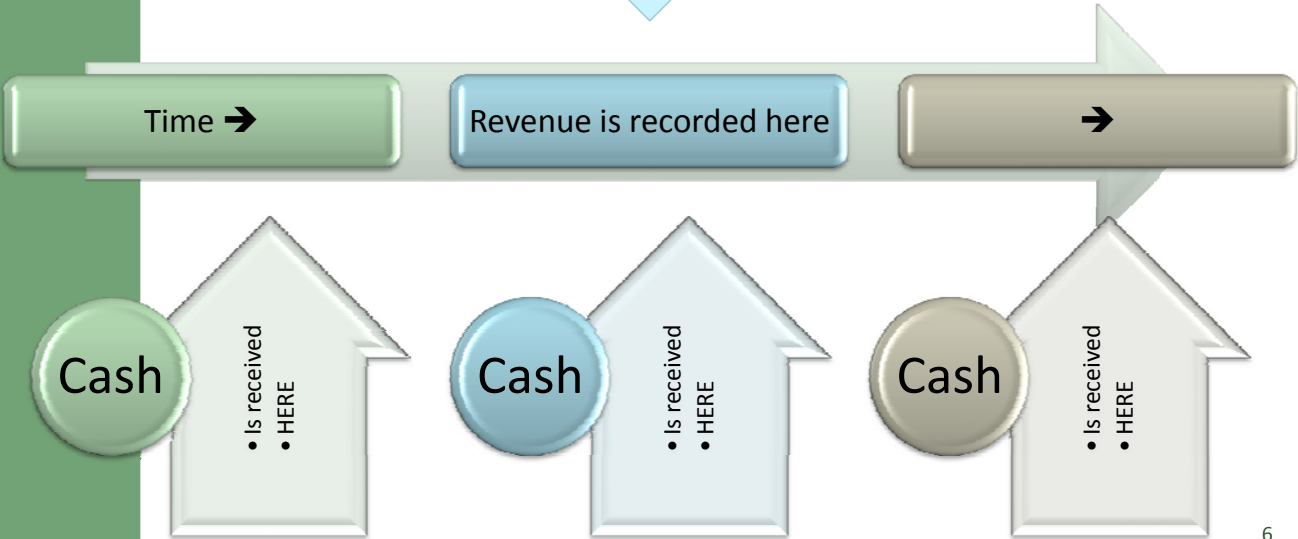 Time ➔
Revenue is recorded here
➔
Cash
• Is received
• HERE
Cash
• Is received
• HERE
Cash
• Is received
• HERE
6